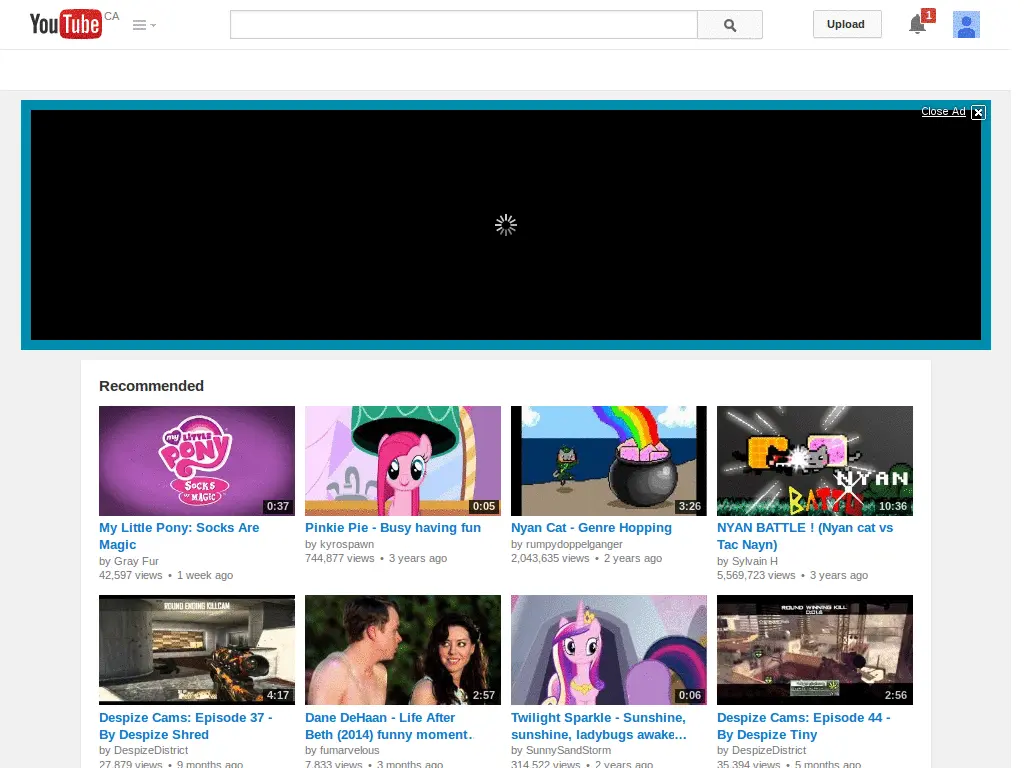 YouTube CA
Upload
1
Close Ad
Recommended
my LITTLE PONY
SOCKS
MAGIC
0:37
0:05
3:26
NYAN
BATTLE
10:36
My Little Pony: Socks Are
Magic
by Gray Fur
42,597 views • 1 week ago
Pinkie Pie - Busy having fun
by kyrospawn
744,877 views • 3 years ago
Nyan Cat - Genre Hopping
by rumpydoppelganger
2,043,635 views • 2 years ago
NYAN BATTLE ! (Nyan cat vs
Tac Nayn)
by Sylvain H
5,569,723 views • 3 years ago
ROUND ENDING KILLCAM
4:17
2:57
0:06
ROUND WINNING KILL
2:56
Despize Cams: Episode 37 -
By Despize Shred
by DespizeDistrict
27,879 views • 9 months ago
Dane DeHaan - Life After
Beth (2014) funny moment.
by fumarvelous
7,833 views • 3 months ago
Twilight Sparkle - Sunshine,
sunshine, ladybugs awake...
by SunnySandStorm
314,522 views • 2 years ago
Despize Cams: Episode 44 -
By Despize Tiny
by DespizeDistrict
35,394 views • 5 months ago